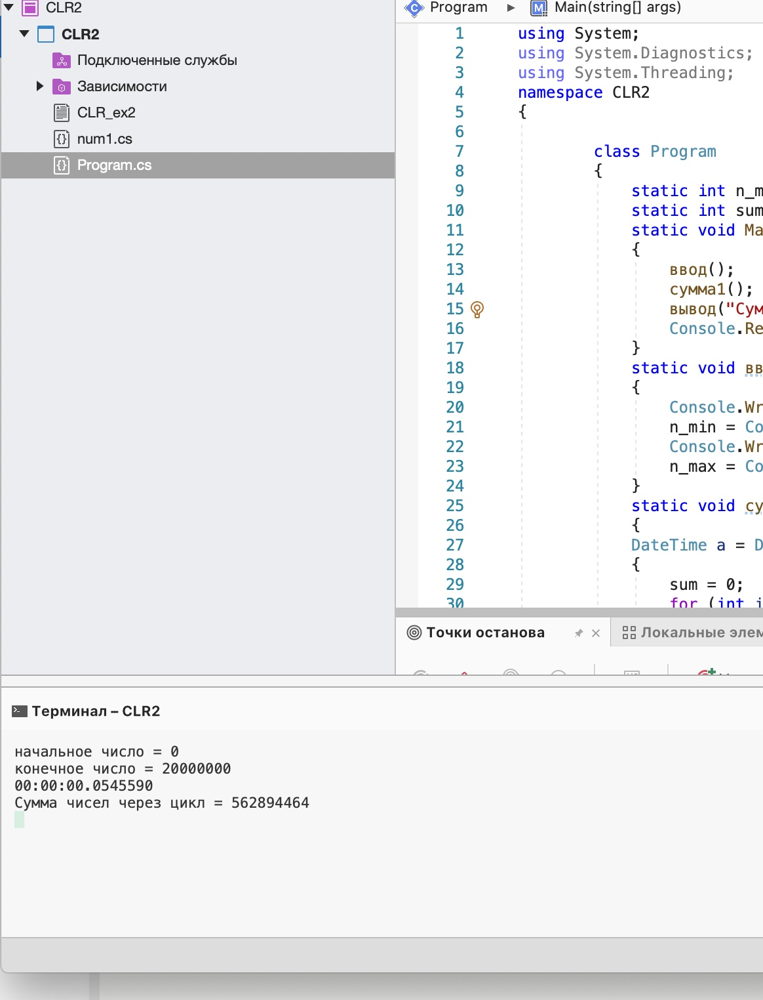 CLR2
CLR2
Подключенные службы
Зависимости
CLR_ex2
num1.cs
Program.cs
Program ▶ M Main(string[] args)
1 using System;
2 using System.Diagnostics;
3 using System.Threading;
4 namespace CLR2
5 {
6
7 class Program
8 {
9 static int n_m
10 static int sum
11 static void Ma
12 {
13 ввод();
14 сумма1();
15 вывод("Сум
16 Console.Re
17 }
18 static void вв
19 {
20 Console.Wr
21 n_min = Co
22 Console.Wr
23 n_max = Co
24 }
25 static void су
26 {
27 DateTime a = D
28 {
29 sum = 0;
30 for (int i
Точки останова
Локальные элем
Терминал – CLR2
начальное число = 0
конечное число = 20000000
00:00:00.0545590
Сумма чисел через цикл = 562894464